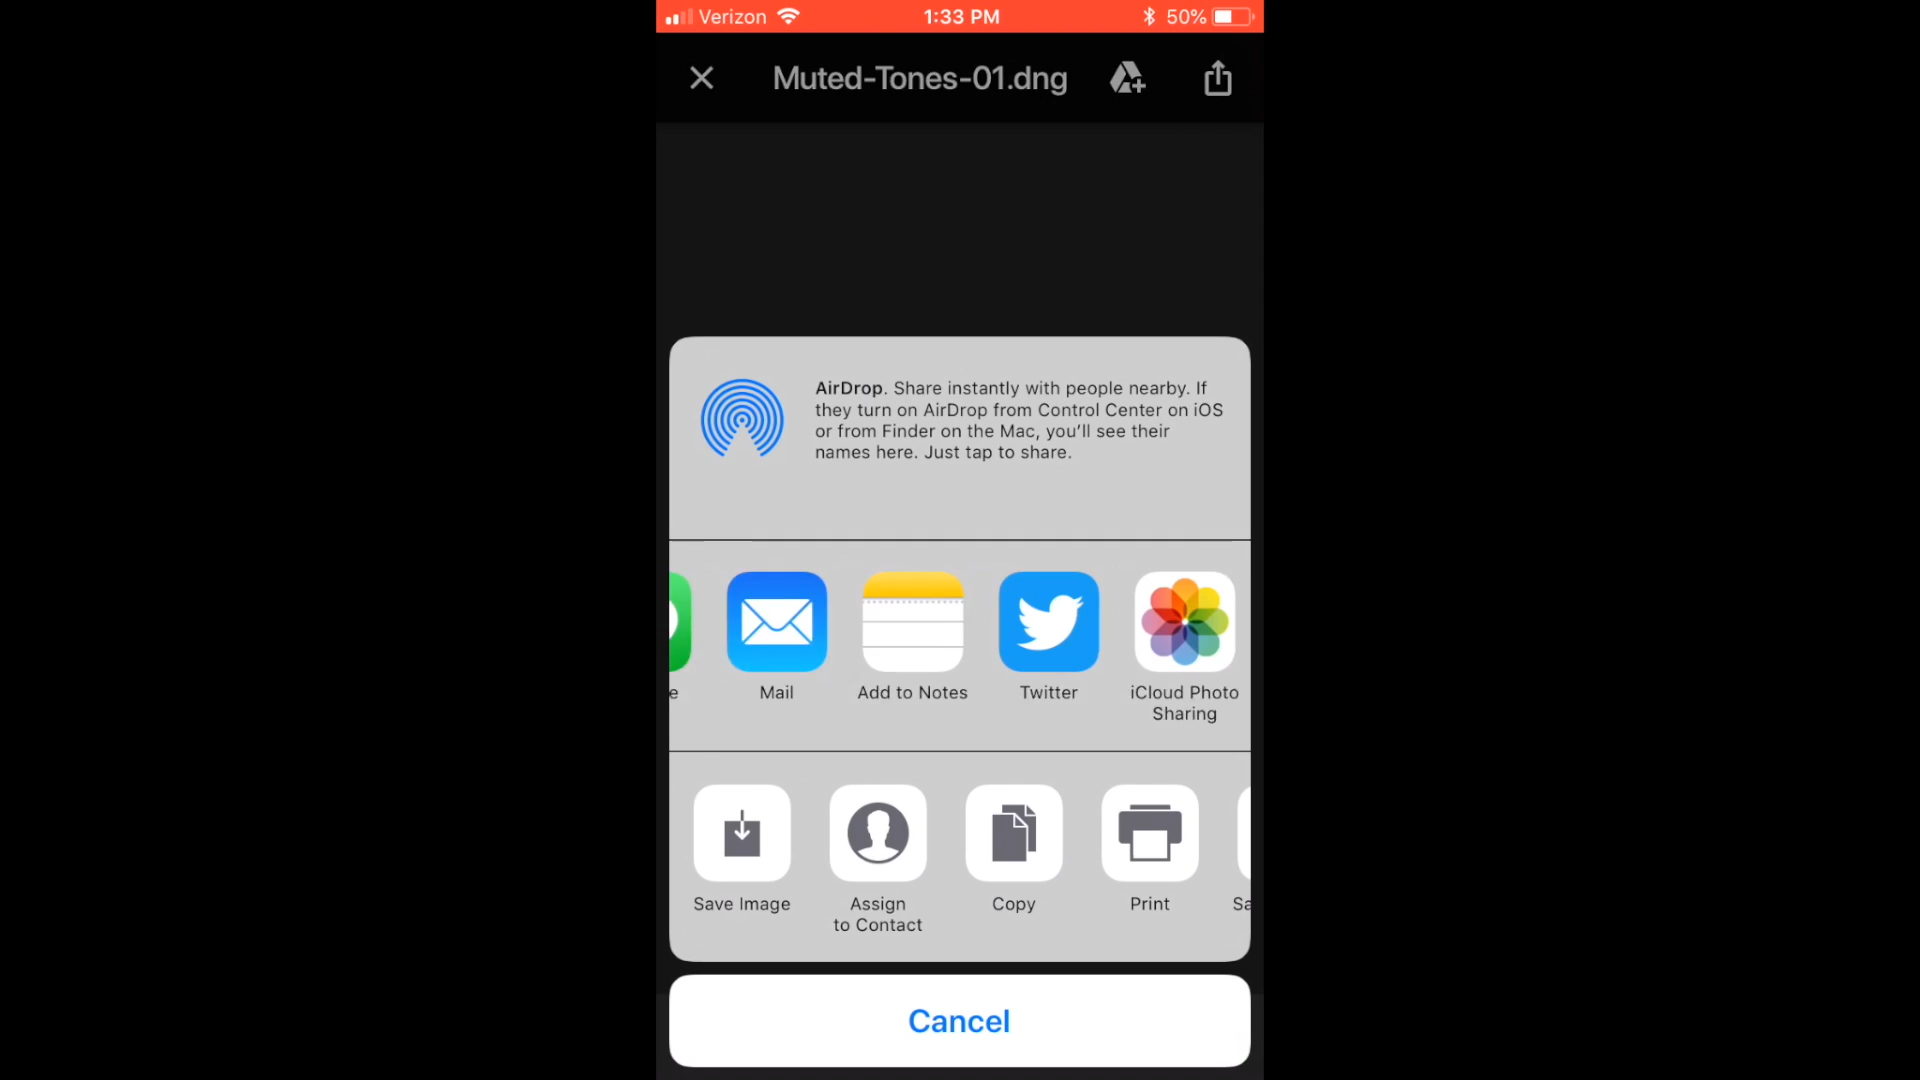 Verizon 1:33 PM 50%
Muted-Tones-01.dng
AirDrop. Share instantly with people nearby. If
they turn on AirDrop from Control Center on iOS
or from Finder on the Mac, you'll see their
names here. Just tap to share.
e Mail Add to Notes Twitter iCloud Photo
Sharing
Save Image Assign Copy Print Sa
to Contact
Cancel